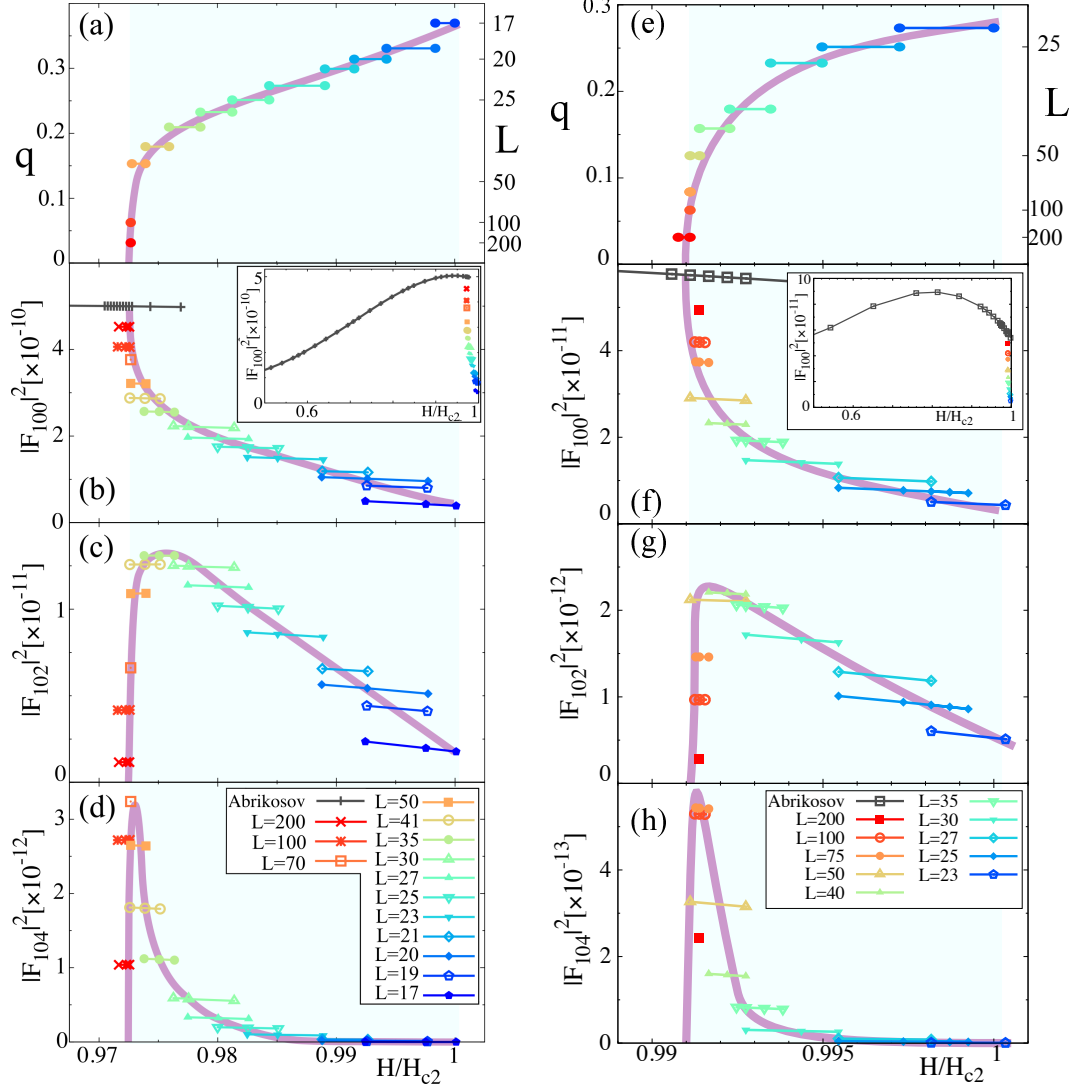 (a)
q
0.3
0.2
0.1
0
17
20
25
50
100
200
L
(e)
q
0.3
0.2
0.1
0
25
50
100
200
L
(b)
|F100|^2[×10^-10]
4
2
0
|F100|^2[×10^-10]
5
0
0.6
H/Hc2
1
(f)
|F100|^2[×10^-11]
4
2
0
|F100|^2[×10^-11]
10
0
0.6
H/Hc2
1
(c)
|F102|^2[×10^-11]
1
0
(g)
|F102|^2[×10^-12]
2
1
0
(d)
|F104|^2[×10^-12]
3
2
1
0
Abrikosov
L=200
L=100
L=70
L=50
L=41
L=35
L=30
L=27
L=25
L=23
L=21
L=20
L=19
L=17
0.97
0.98
0.99
1
H/Hc2
(h)
|F104|^2[×10^-13]
4
2
0
Abrikosov
L=200
L=100
L=75
L=50
L=40
L=35
L=30
L=27
L=25
L=23
0.99
0.995
1
H/Hc2